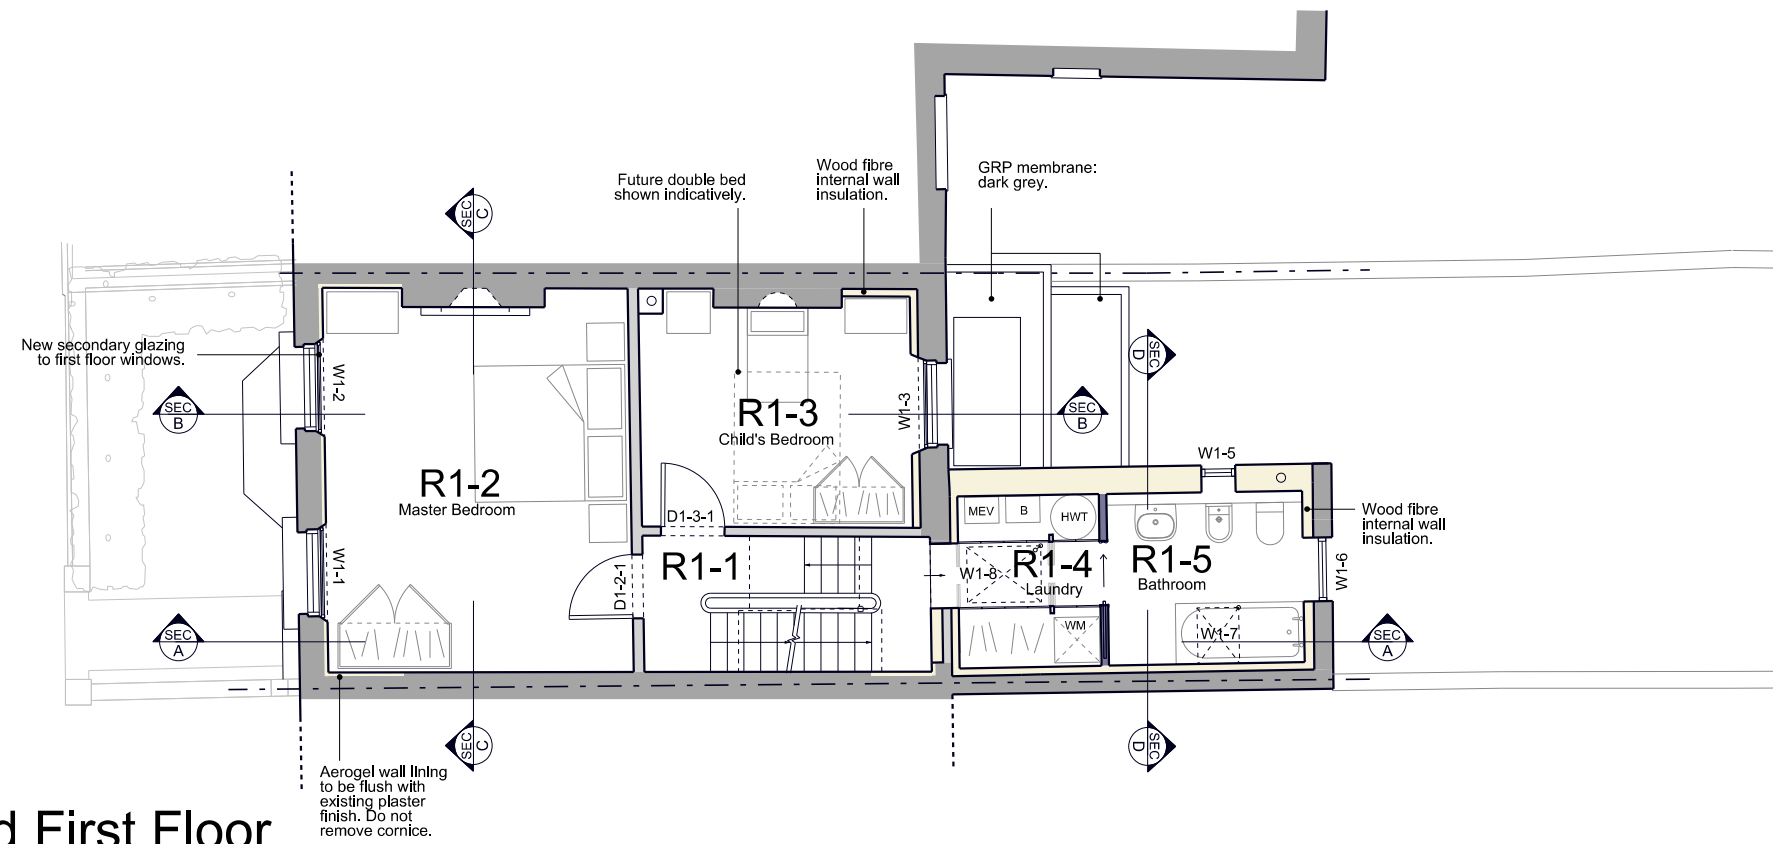 Future double bed
shown indicatively.
Wood fibre
internal wall
insulation.
GRP membrane:
dark grey.
SEC
C
New secondary glazing
to first floor windows.
W1-2
SEC
B
R1-3
Child's Bedroom
W1-3
SEC
B
SEC
D
R1-2
Master Bedroom
W1-5
MEV
B
HWT
Wood fibre
internal wall
insulation.
D1-3-1
W1-1
D1-2-1
R1-1
W1-8
R1-4
Laundry
R1-5
Bathroom
W1-6
SEC
A
WM
W1-7
SEC
A
SEC
C
SEC
D
Aerogel wall lining
to be flush with
existing plaster
finish. Do not
remove cornice.
d First Floor